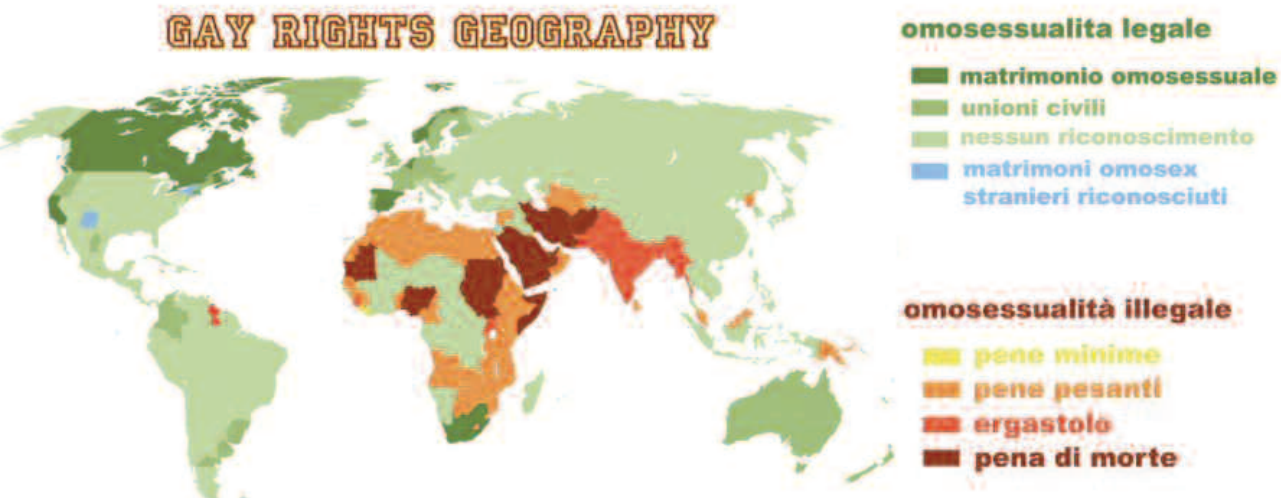 GAY RIGHTS GEOGRAPHY
omosessualita legale
matrimonio omosessuale
unioni civili
nessun riconoscimento
matrimoni omosex
stranieri riconosciuti
omosessualità illegale
pene minime
pene pesanti
ergastolo
pena di morte